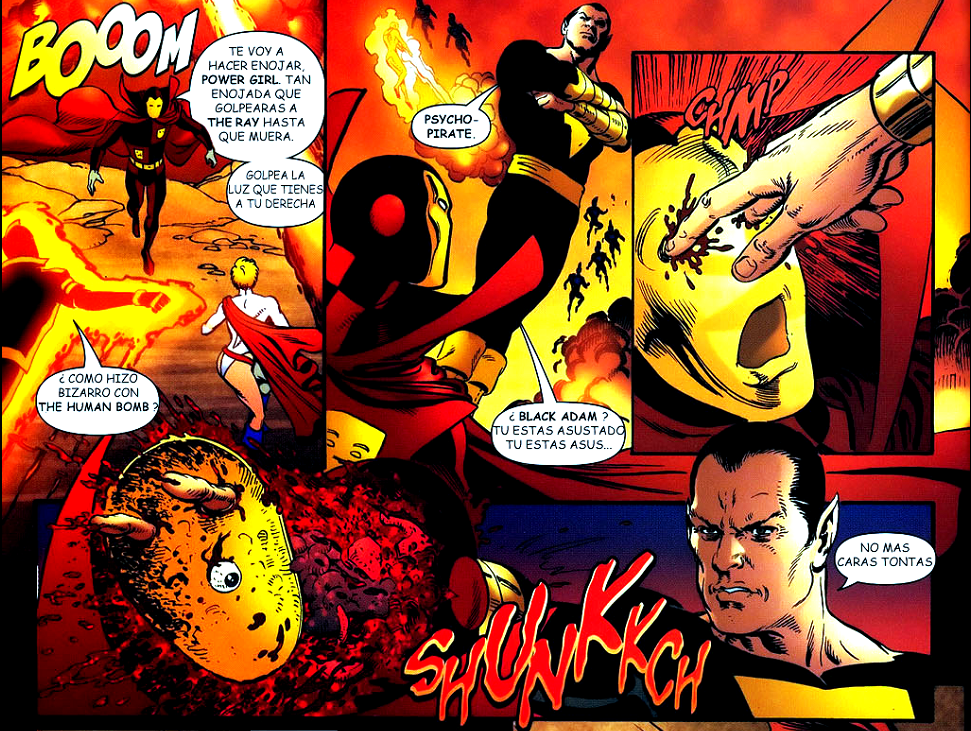 BOOOM
TE VOY A
HACER ENOJAR,
POWER GIRL. TAN
ENOJADA QUE
GOLPEARAS A
THE RAY HASTA
QUE MUERA.
GOLPEA LA
LUZ QUE TIENES
A TU DERECHA
¿ COMO HIZO
BIZARRO CON
THE HUMAN BOMB ?
PSYCHO-
PIRATE.
¿ BLACK ADAM ?
TU ESTAS ASUSTADO
TU ESTAS ASUS...
CHMP
SHUNKKCH
NO MAS
CARAS TONTAS